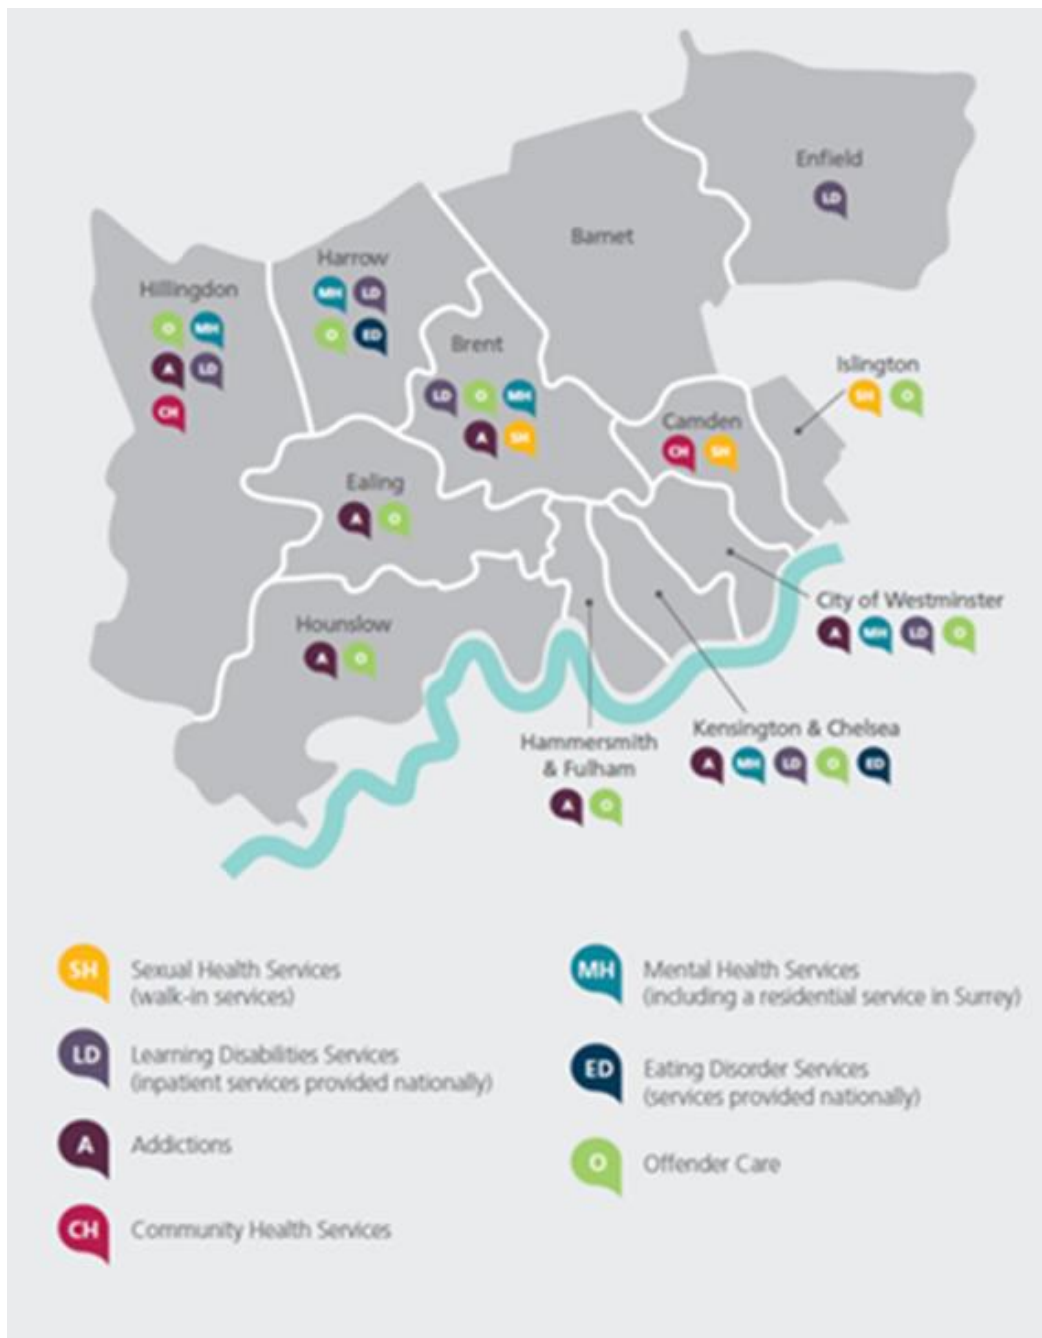 Enfield
LD
Barnet
Harrow
MH LD
O ED
Hillingdon
O MH
A LD
CH
Brent
LD O MH
A SH
Islington
SH O
Camden
CH SH
Ealing
A O
City of Westminster
A MH LD O
Hounslow
A O
Kensington & Chelsea
A MH LD O ED
Hammersmith
& Fulham
A O
SH Sexual Health Services
(walk-in services)
LD Learning Disabilities Services
(inpatient services provided nationally)
A Addictions
CH Community Health Services
MH Mental Health Services
(including a residential service in Surrey)
ED Eating Disorder Services
(services provided nationally)
O Offender Care